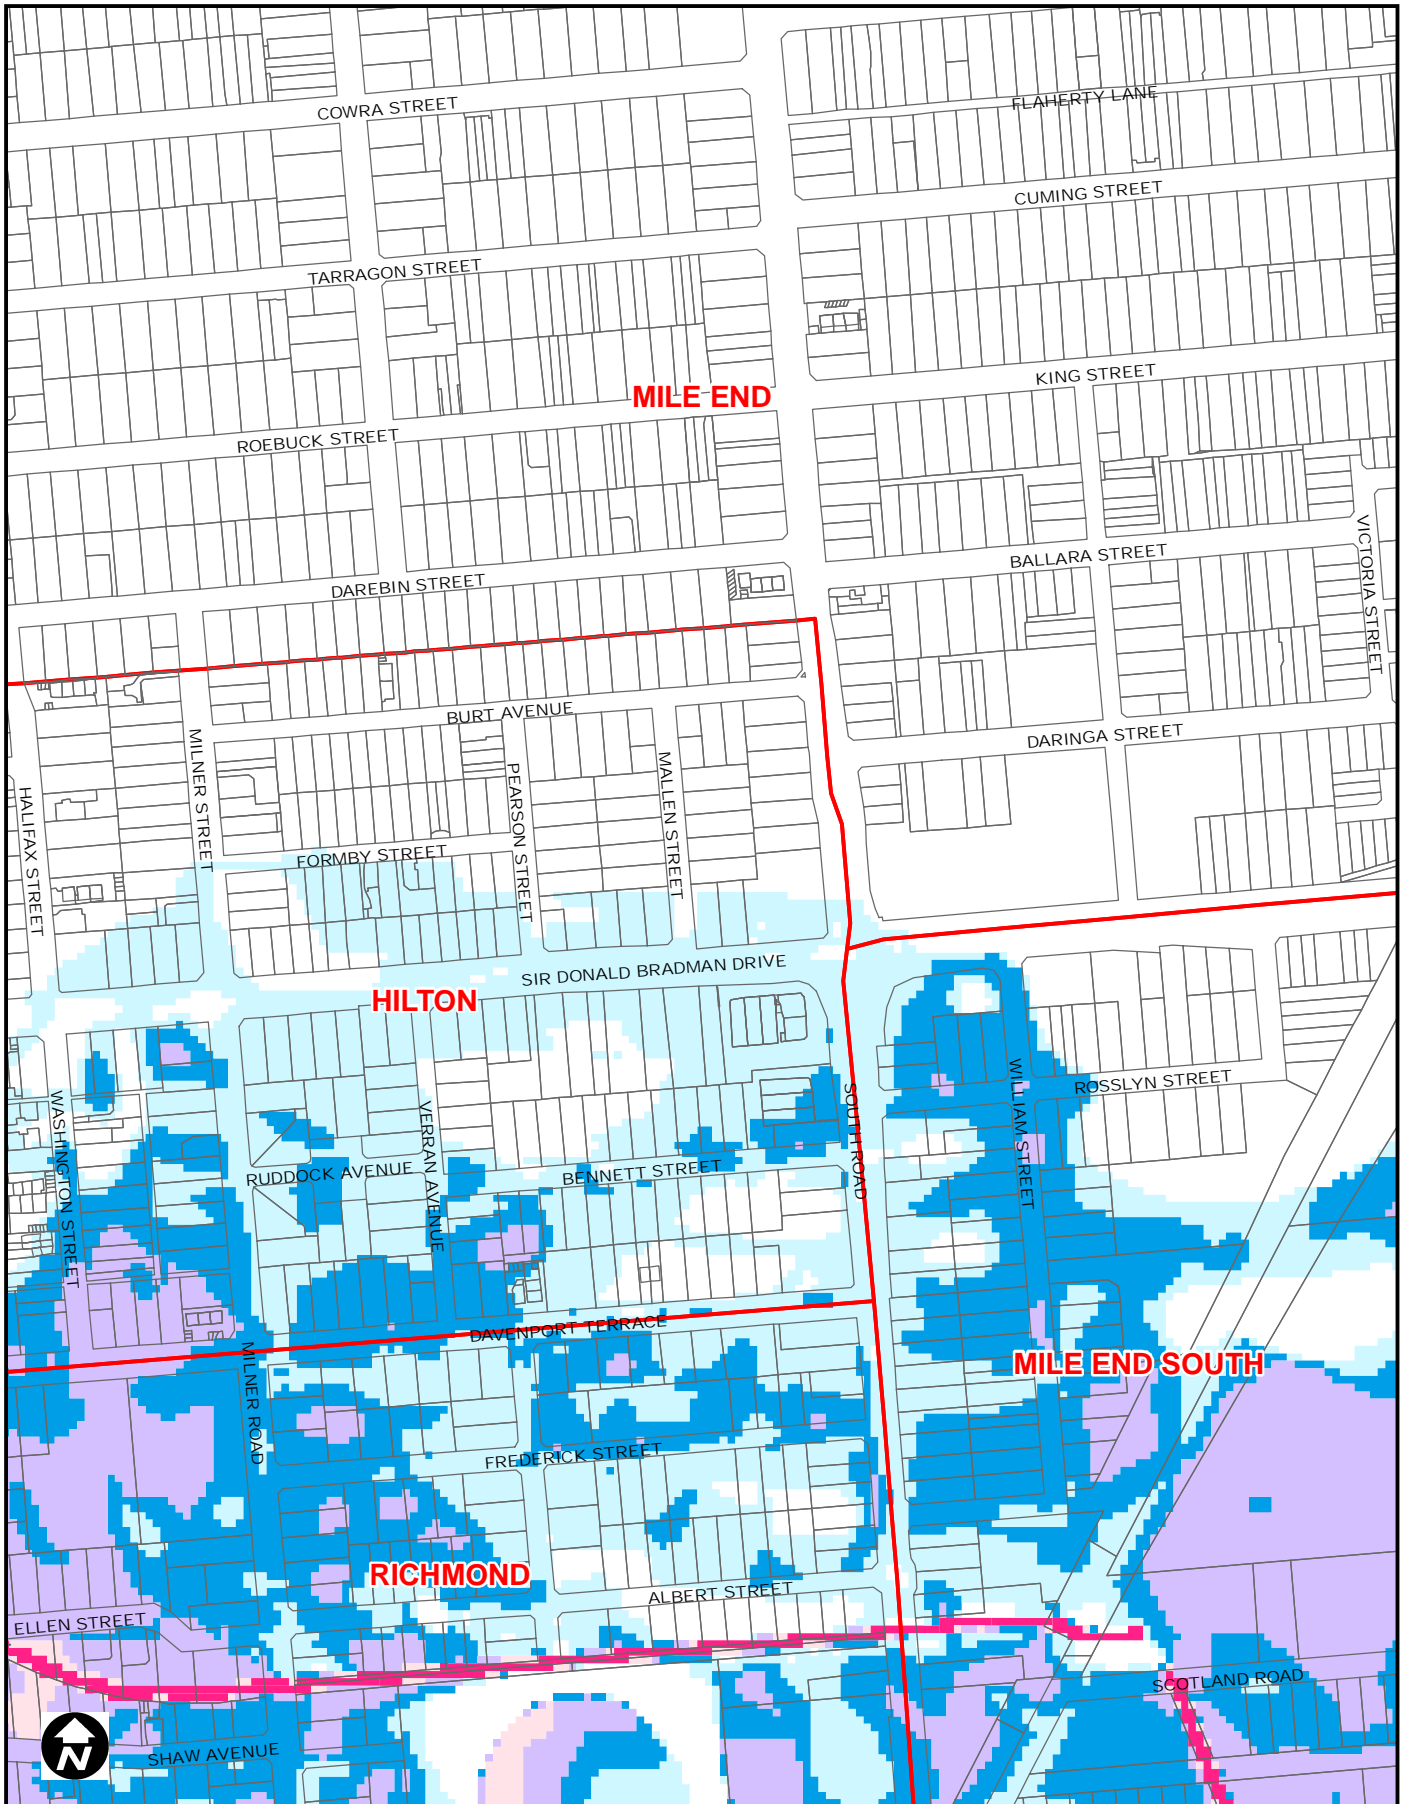 COWRA STREET
FLAHERTY LANE
CUMING STREET
TARRAGON STREET
KING STREET
MILE END
ROEBUCK STREET
VICTORIA STREET
BALLARA STREET
DAREBIN STREET
BURT AVENUE
DARINGA STREET
MILNER STREET
MALLEN STREET
PEARSON STREET
HALIFAX STREET
FORMBY STREET
SIR DONALD BRADMAN DRIVE
HILTON
WILLIAM STREET
ROSSLYN STREET
SOUTH ROAD
WASHINGTON STREET
VERRAN AVENUE
BENNETT STREET
RUDDOCK AVENUE
DAVENPORT TERRACE
MILNER ROAD
MILE END SOUTH
FREDERICK STREET
RICHMOND
ALBERT STREET
ELLEN STREET
SCOTLAND ROAD
SHAW AVENUE
N